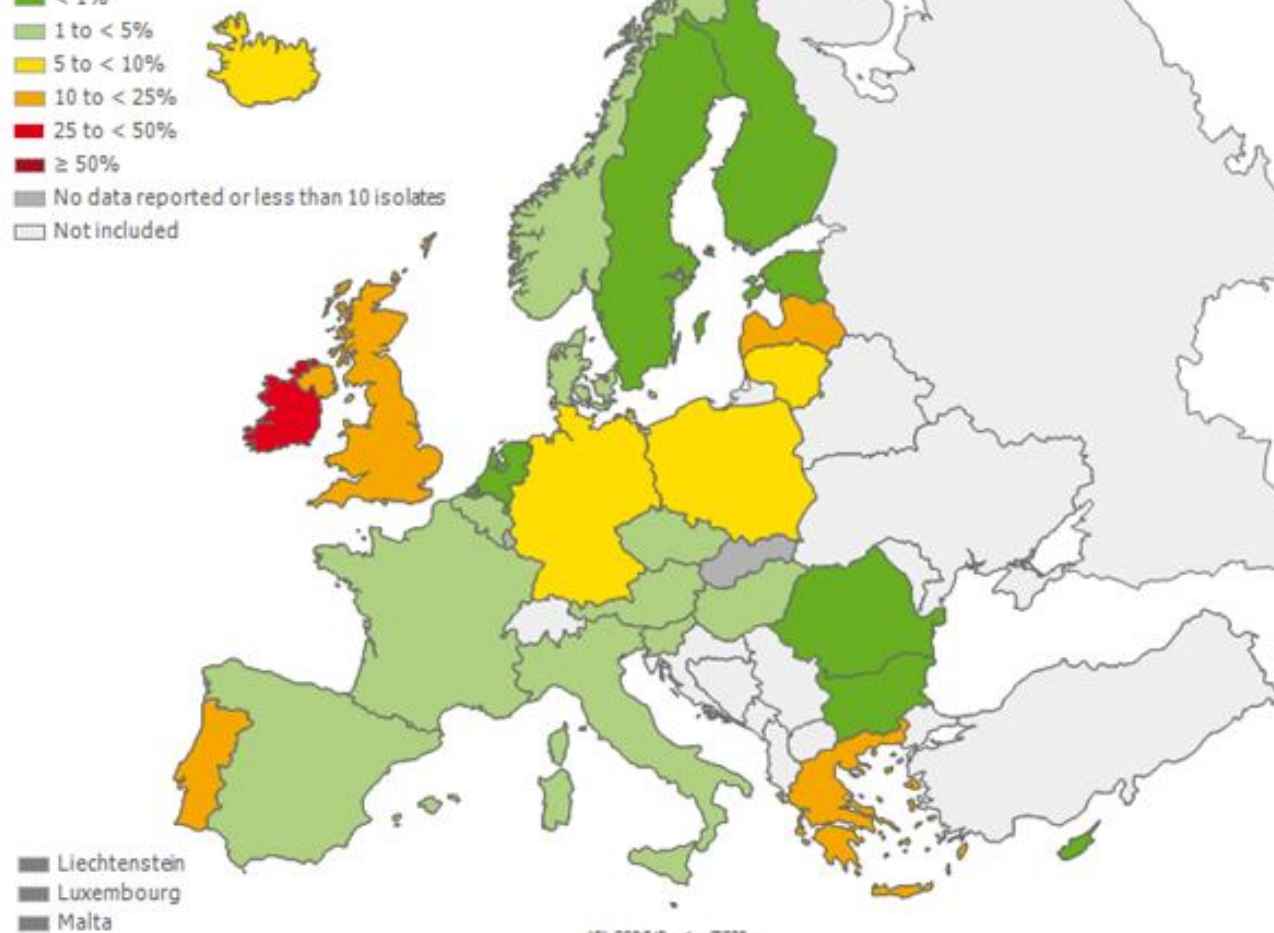 < 1%
1 to < 5%
5 to < 10%
10 to < 25%
25 to < 50%
≥ 50%
No data reported or less than 10 isolates
Not included
Liechtenstein
Luxembourg
Malta